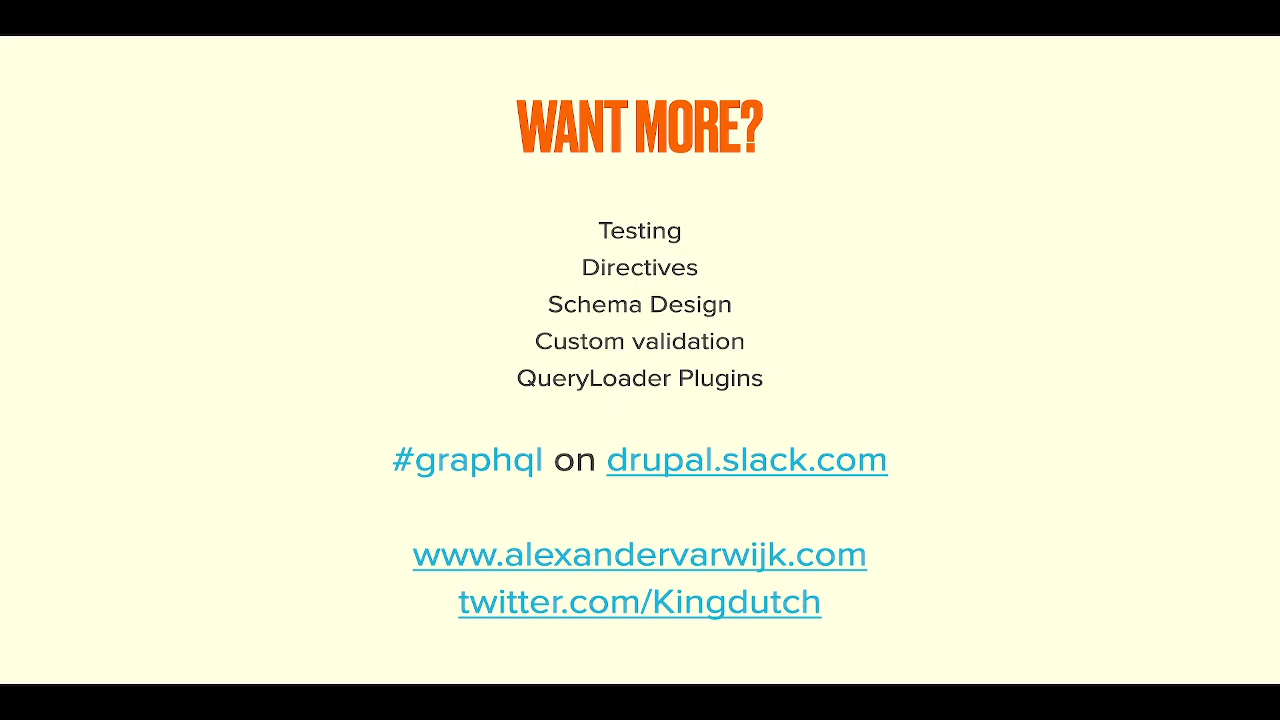 WANT MORE?
Testing
Directives
Schema Design
Custom validation
QueryLoader Plugins
#graphql on drupal.slack.com
www.alexandervarwijk.com
twitter.com/Kingdutch